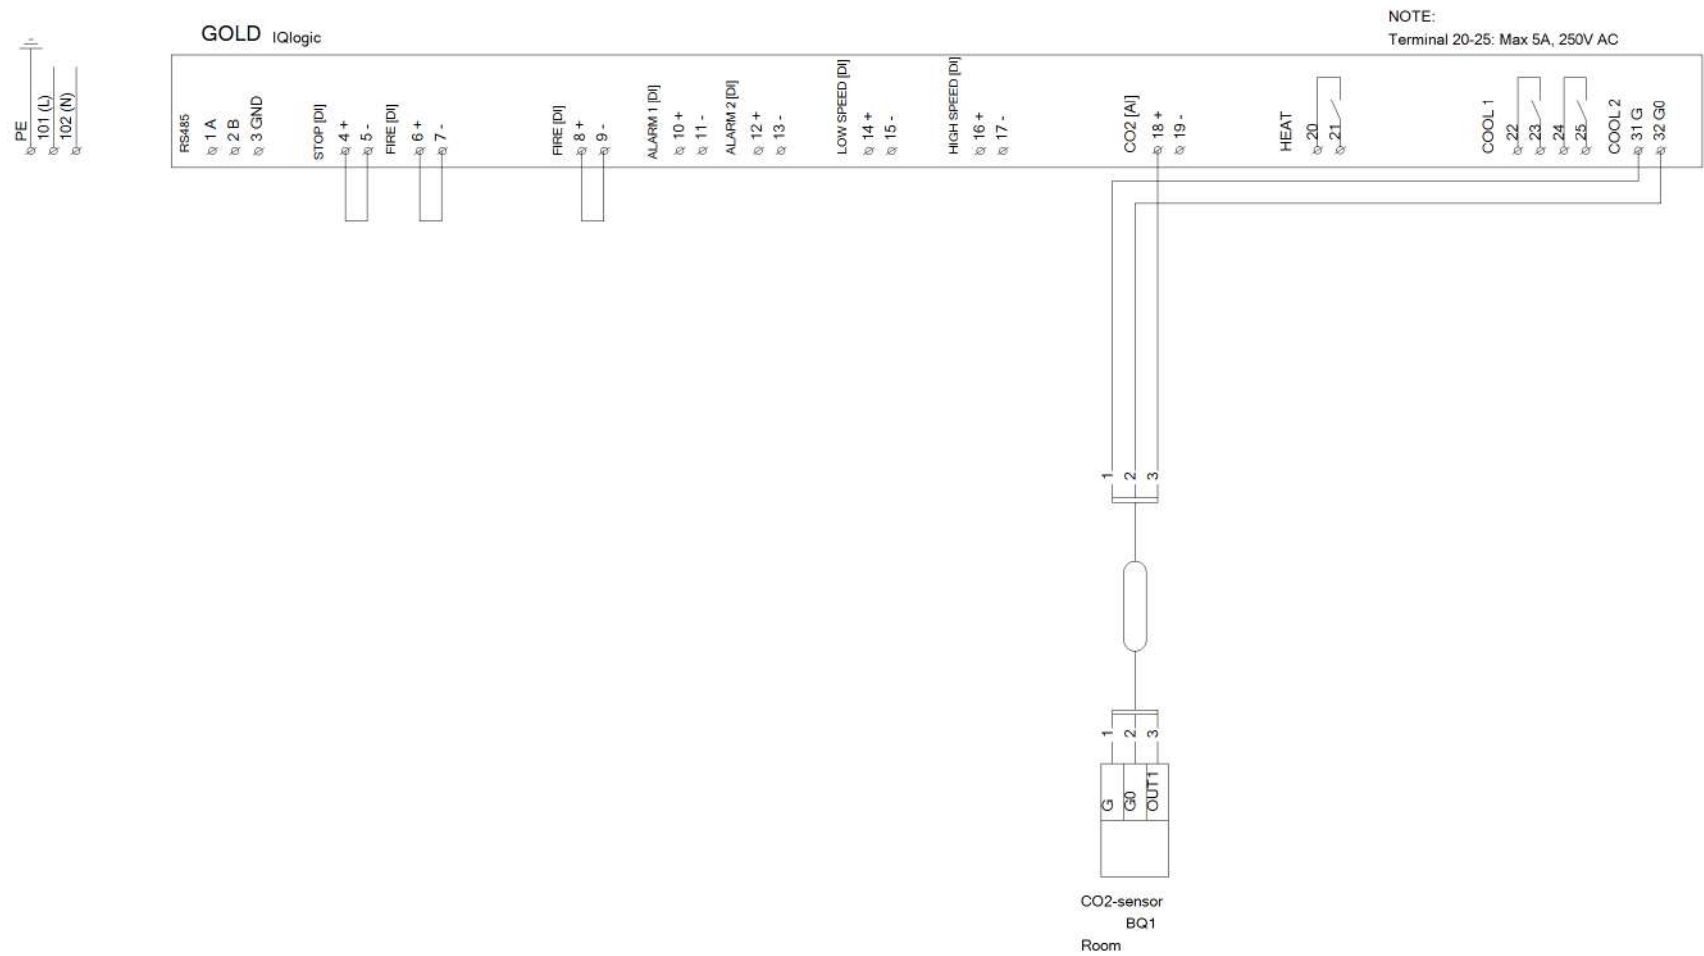 NOTE:
Terminal 20-25: Max 5A, 250V AC
GOLD IQlogic
PE
101 (L)
102 (N)
RS485
1 A
2 B
3 GND
STOP [DI]
4 +
5 -
FIRE [DI]
6 +
7 -
FIRE [DI]
8 +
9 -
ALARM 1 [DI]
10 +
11 -
ALARM 2 [DI]
12 +
13 -
LOW SPEED [DI]
14 +
15 -
HIGH SPEED [DI]
16 +
17 -
CO2 [AI]
18 +
19 -
HEAT
20
21
COOL 1
22
23
24
25
COOL 2
31 G
32 G0
1
2
3
1
2
3
G
G0
OUT1
CO2-sensor
BQ1
Room